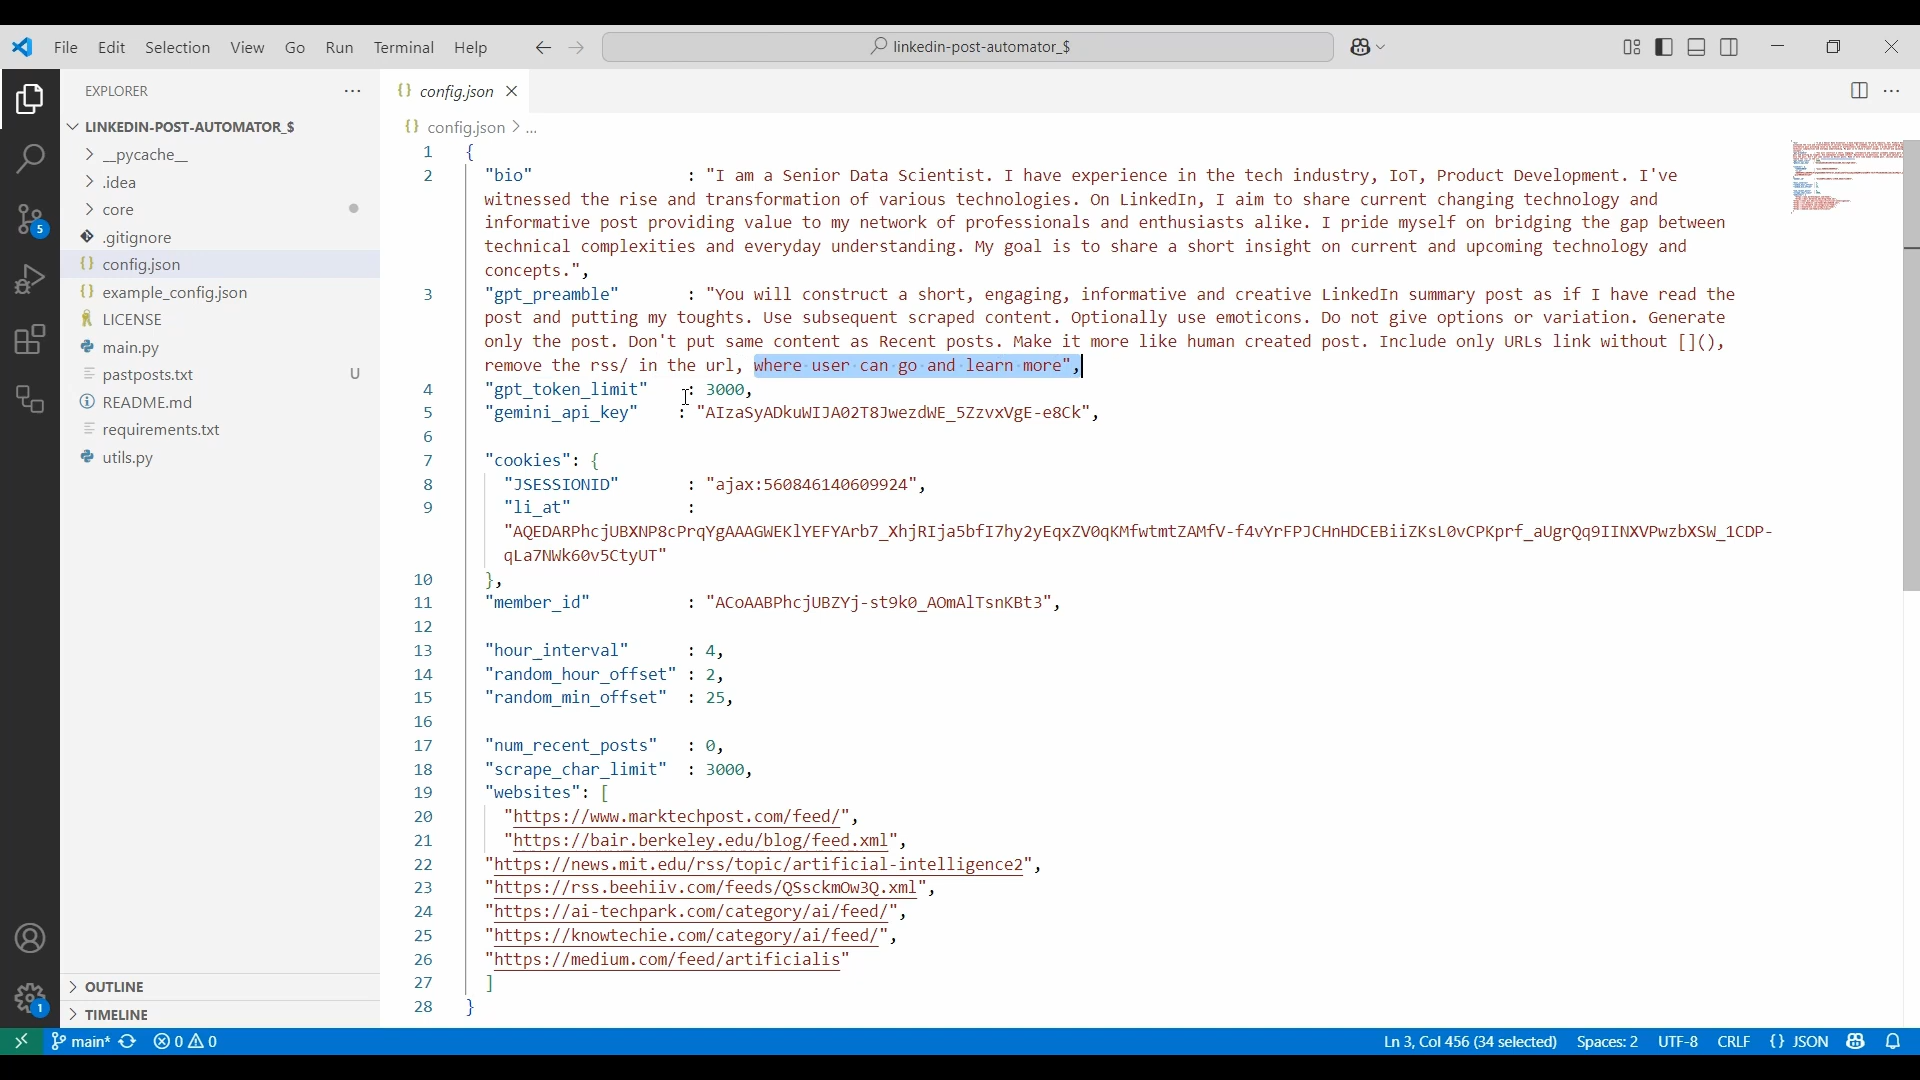 File Edit Selection View Go Run Terminal Help
linkedin-post-automator_$
EXPLORER
LINKEDIN-POST-AUTOMATOR_$
__pycache__
.idea
core
.gitignore
config.json
example_config.json
LICENSE
main.py
pastposts.txt U
README.md
requirements.txt
utils.py
OUTLINE
TIMELINE
5
1
config.json
config.json > ...
1 {
2 "bio" : "I am a Senior Data Scientist. I have experience in the tech industry, IoT, Product Development. I've
witnessed the rise and transformation of various technologies. On LinkedIn, I aim to share current changing technology and
informative post providing value to my network of professionals and enthusiasts alike. I pride myself on bridging the gap between
technical complexities and everyday understanding. My goal is to share a short insight on current and upcoming technology and
concepts.",
3 "gpt_preamble" : "You will construct a short, engaging, informative and creative LinkedIn summary post as if I have read the
post and putting my toughts. Use subsequent scraped content. Optionally use emoticons. Do not give options or variation. Generate
only the post. Don't put same content as Recent posts. Make it more like human created post. Include only URLs link without [](),
remove the rss/ in the url, where user can go and learn more",
4 "gpt_token_limit" : 3000,
5 "gemini_api_key" : "AIzaSyADkuWIJA02T8JwezdWE_5ZzvxVgE-e8Ck",
6
7 "cookies": {
8 "JSESSIONID" : "ajax:560846140609924",
9 "li_at" :
"AQEDARPhcjUBXNP8cPrqYgAAAGWEKlYEFYArb7_XhjRIja5bfI7hy2yEqxZV0qKMfwtmtZAMfV-f4vYrFPJCHnHDCEBiiZKsL0vCPKprf_aUgrQq9IINXVPwzbXSW_1CDP-
qLa7NWk60v5CtyUT"
10 },
11 "member_id" : "ACoAABPhcjUBZYj-st9k0_AOmAlTsnKBt3",
12
13 "hour_interval" : 4,
14 "random_hour_offset" : 2,
15 "random_min_offset" : 25,
16
17 "num_recent_posts" : 0,
18 "scrape_char_limit" : 3000,
19 "websites": [
20 "https://www.marktechpost.com/feed/",
21 "https://bair.berkeley.edu/blog/feed.xml",
22 "https://news.mit.edu/rss/topic/artificial-intelligence2",
23 "https://rss.beehiiv.com/feeds/QSsckmOw3Q.xml",
24 "https://ai-techpark.com/category/ai/feed/",
25 "https://knowtechie.com/category/ai/feed/",
26 "https://medium.com/feed/artificialis"
27 ]
28 }
main* 0 0 Ln 3, Col 456 (34 selected) Spaces: 2 UTF-8 CRLF {} JSON